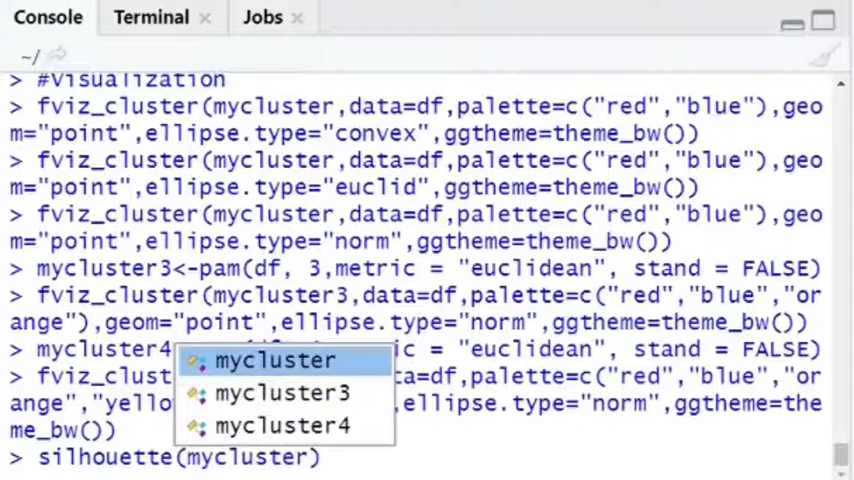 Console Terminal Jobs
~/
> #Visualization
> fviz_cluster(mycluster,data=df,palette=c("red","blue"),geo
m="point",ellipse.type="convex",ggtheme=theme_bw())
> fviz_cluster(mycluster,data=df,palette=c("red","blue"),geo
m="point",ellipse.type="euclid",ggtheme=theme_bw())
> fviz_cluster(mycluster,data=df,palette=c("red","blue"),geo
m="point",ellipse.type="norm",ggtheme=theme_bw())
> mycluster3<-pam(df, 3,metric = "euclidean", stand = FALSE)
> fviz_cluster(mycluster3,data=df,palette=c("red","blue","or
ange"),geom="point",ellipse.type="norm",ggtheme=theme_bw())
> mycluster4 ic = "euclidean", stand = FALSE)
> fviz_clust ta=df,palette=c("red","blue","or
ange","yello ,ellipse.type="norm",ggtheme=the
me_bw())
mycluster
mycluster3
mycluster4
> silhouette(mycluster)